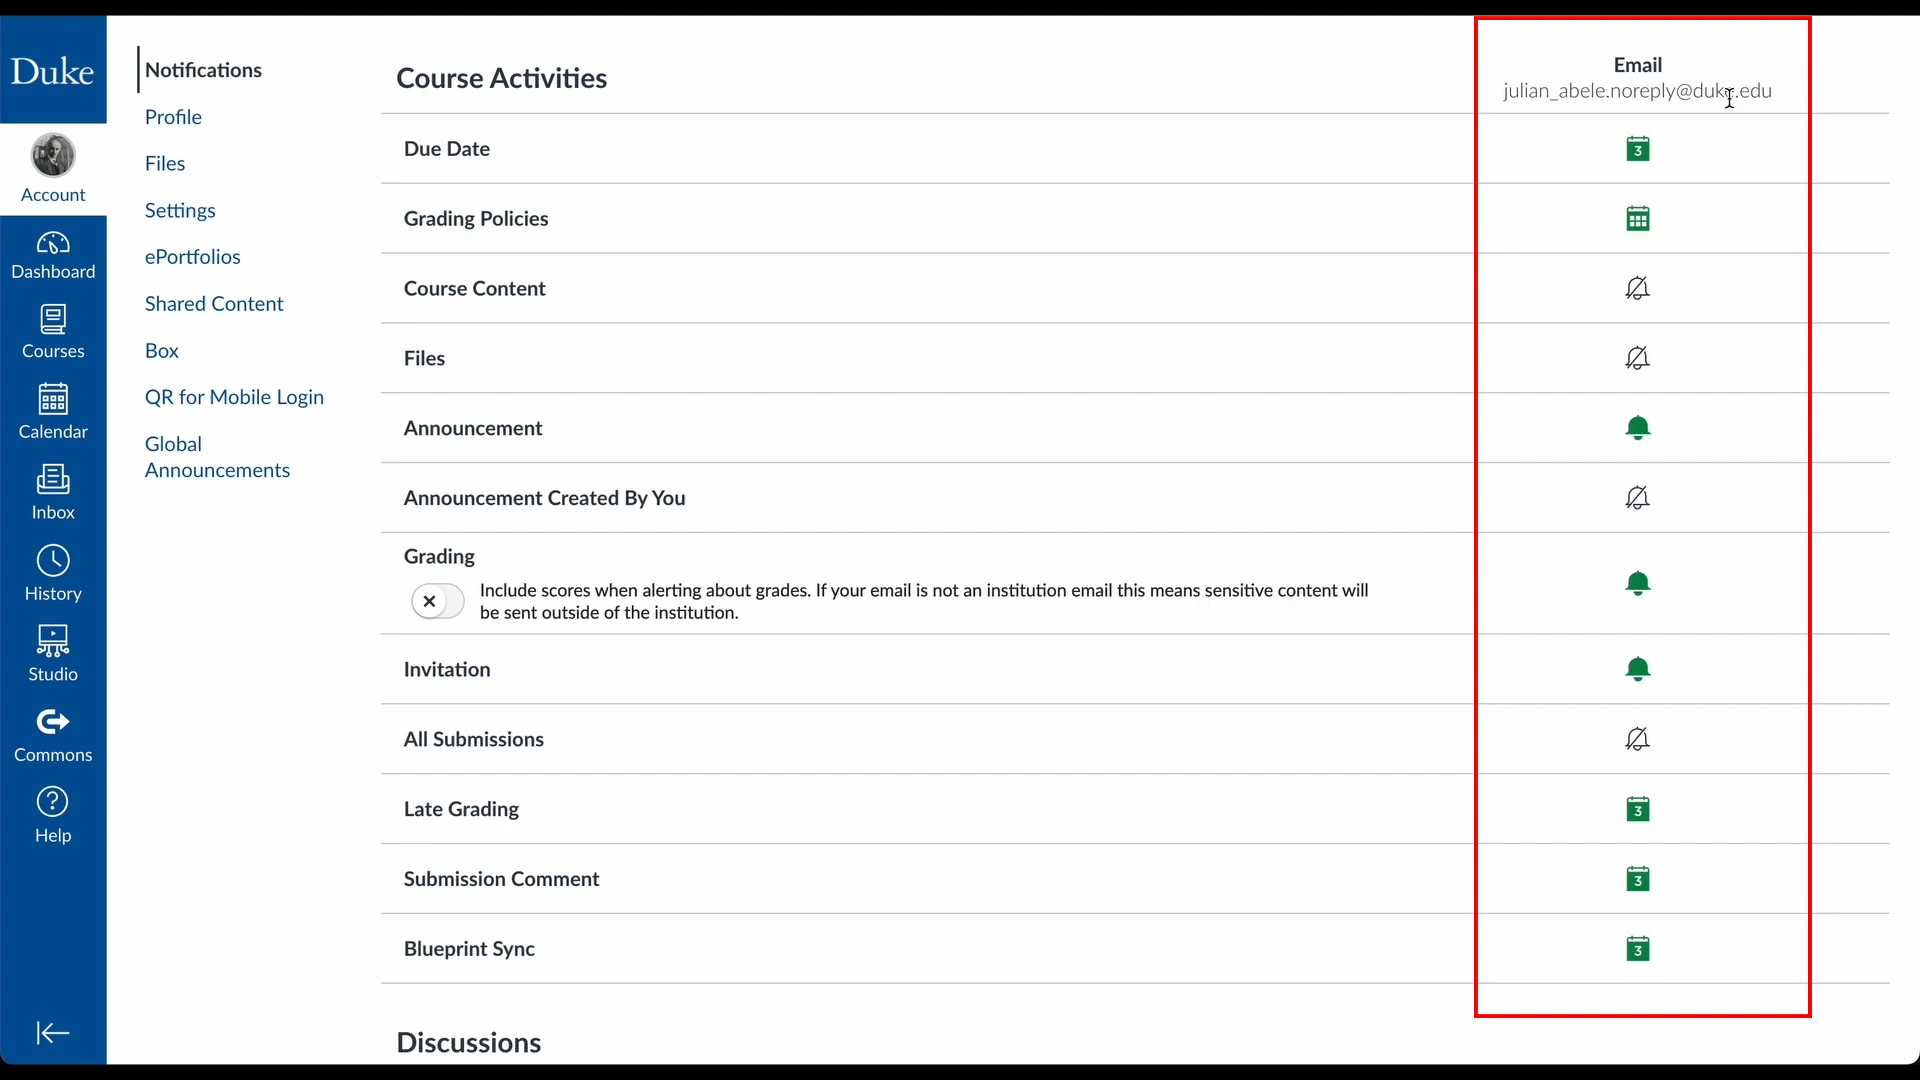 Duke
Account
Dashboard
Courses
Calendar
Inbox
History
Studio
Commons
Help
Notifications
Profile
Files
Settings
ePortfolios
Shared Content
Box
QR for Mobile Login
Global
Announcements
Course Activities
Email
julian_abele.noreply@duke.edu
Due Date
3
Grading Policies
Course Content
Files
Announcement
Announcement Created By You
Grading
Include scores when alerting about grades. If your email is not an institution email this means sensitive content will
be sent outside of the institution.
Invitation
All Submissions
Late Grading
3
Submission Comment
3
Blueprint Sync
3
Discussions